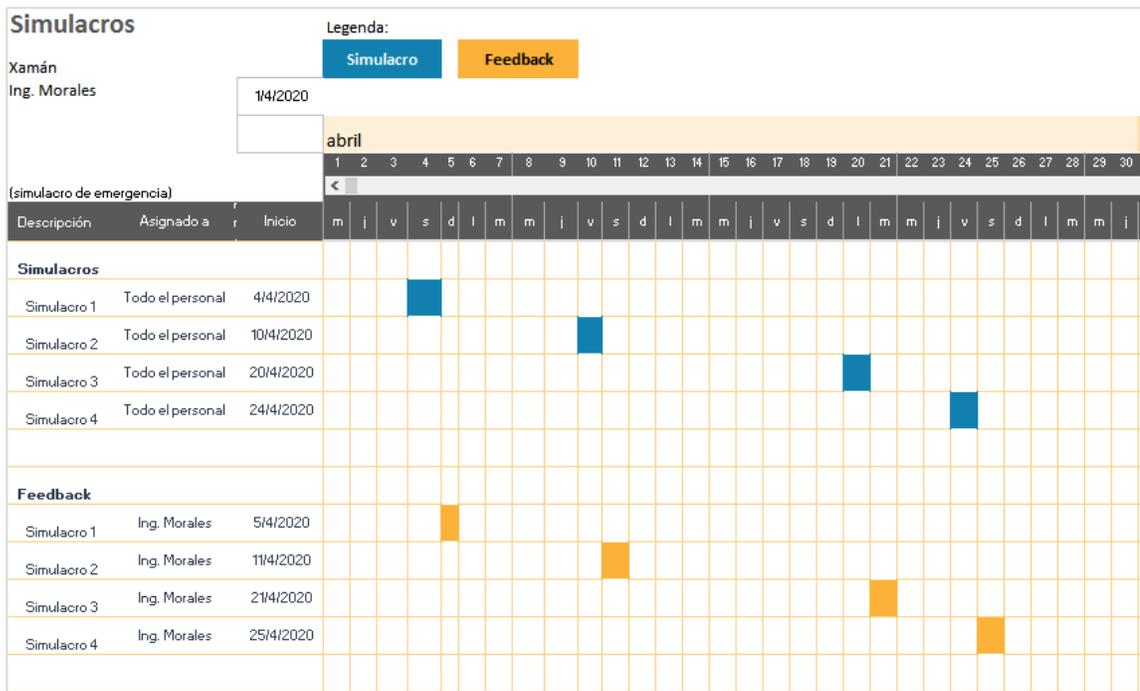 Simulacros
Legenda:
Simulacro Feedback
Xamán
Ing. Morales
1/4/2020
abril
1 2 3 4 5 6 7 8 9 10 11 12 13 14 15 16 17 18 19 20 21 22 23 24 25 26 27 28 29 30
(simulacro de emergencia)
Descripción Asignado a Inicio m j v s d l m m j v s d l m m j v s d l m m j v s d l m m j
Simulacros
Simulacro 1 Todo el personal 4/4/2020
Simulacro 2 Todo el personal 10/4/2020
Simulacro 3 Todo el personal 20/4/2020
Simulacro 4 Todo el personal 24/4/2020
Feedback
Simulacro 1 Ing. Morales 5/4/2020
Simulacro 2 Ing. Morales 11/4/2020
Simulacro 3 Ing. Morales 21/4/2020
Simulacro 4 Ing. Morales 25/4/2020